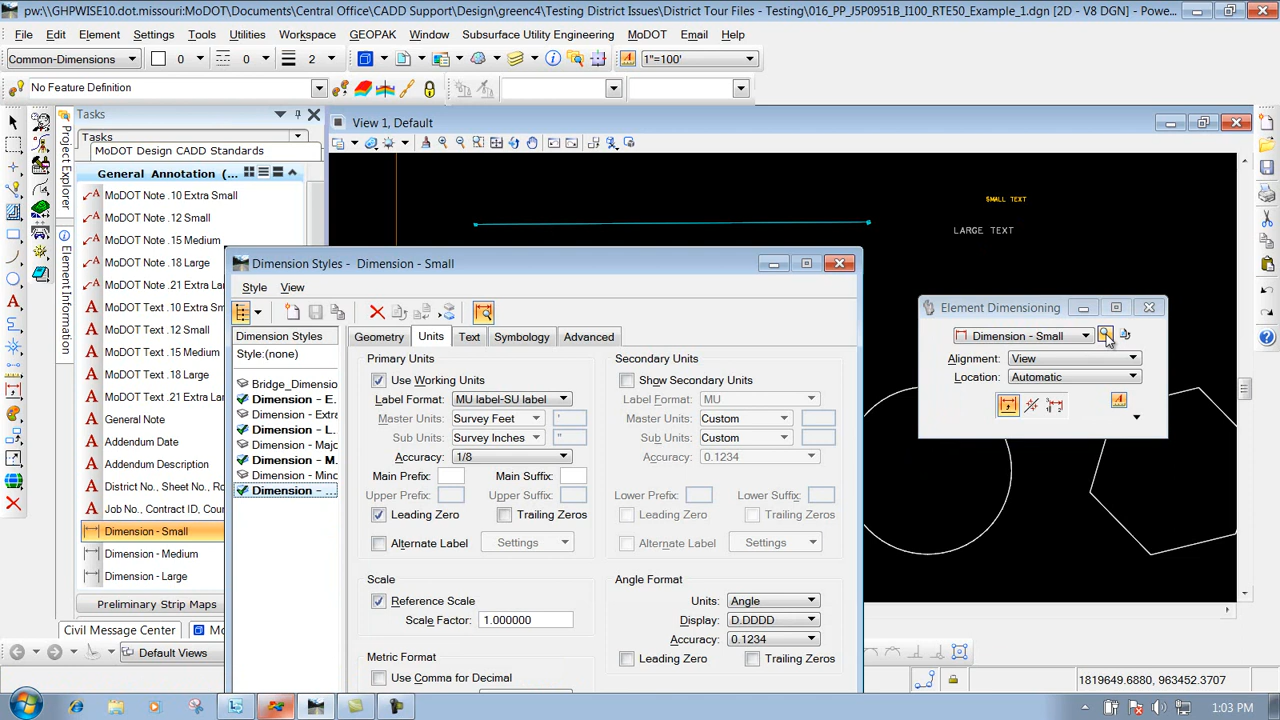 pw:\\GHPWISE10.dot.missouri:MoDOT\Documents\Central Office\CADD Support\Design\greenc4\Testing District Issues\District Tour Files - Testing\016_PP_J5P0951B_I100_RTE50_Example_1.dgn [2D - V8 DGN] - Powe...
File Edit Element Settings Tools Utilities Workspace GEOPAK Window Subsurface Utility Engineering MoDOT Email Help
Common-Dimensions 0 0 2 1"=100'
No Feature Definition
Tasks
Tasks
MoDOT Design CADD Standards
General Annotation (...
MoDOT Note .10 Extra Small
MoDOT Note .12 Small
MoDOT Note .15 Medium
MoDOT Note .18 Large
MoDOT Note .21 Extra Lar
MoDOT Text .10 Extra Sma
MoDOT Text .12 Small
MoDOT Text .15 Medium
MoDOT Text .18 Large
MoDOT Text .21 Extra Larg
General Note
Addendum Date
Addendum Description
District No., Sheet No., Ro
Job No., Contract ID, Coun
Dimension - Small
Dimension - Medium
Dimension - Large
Preliminary Strip Maps
Civil Message Center
Default Views
Project Explorer
Element Information
View 1, Default
SMALL TEXT
LARGE TEXT
Dimension Styles - Dimension - Small
Style View
Dimension Styles
Style:(none)
Bridge_Dimension
Dimension - E...
Dimension - Extra
Dimension - L...
Dimension - M...
Dimension - Mino
Dimension - ...
Geometry Units Text Symbology Advanced
Primary Units
Use Working Units
Label Format: MU label-SU label
Master Units: Survey Feet '
Sub Units: Survey Inches "
Accuracy: 1/8
Main Prefix: Main Suffix:
Upper Prefix: Upper Suffix:
Leading Zero Trailing Zeros
Alternate Label Settings
Scale
Reference Scale
Scale Factor: 1.000000
Metric Format
Use Comma for Decimal
Secondary Units
Show Secondary Units
Label Format: MU
Master Units: Custom
Sub Units: Custom
Accuracy: 0.1234
Lower Prefix: Lower Suffix:
Leading Zero Trailing Zeros
Alternate Label Settings
Angle Format
Units: Angle
Display: D.DDDD
Accuracy: 0.1234
Leading Zero Trailing Zeros
Element Dimensioning
Dimension - Small
Alignment: View
Location: Automatic
1819649.6880, 963452.3707
1:03 PM